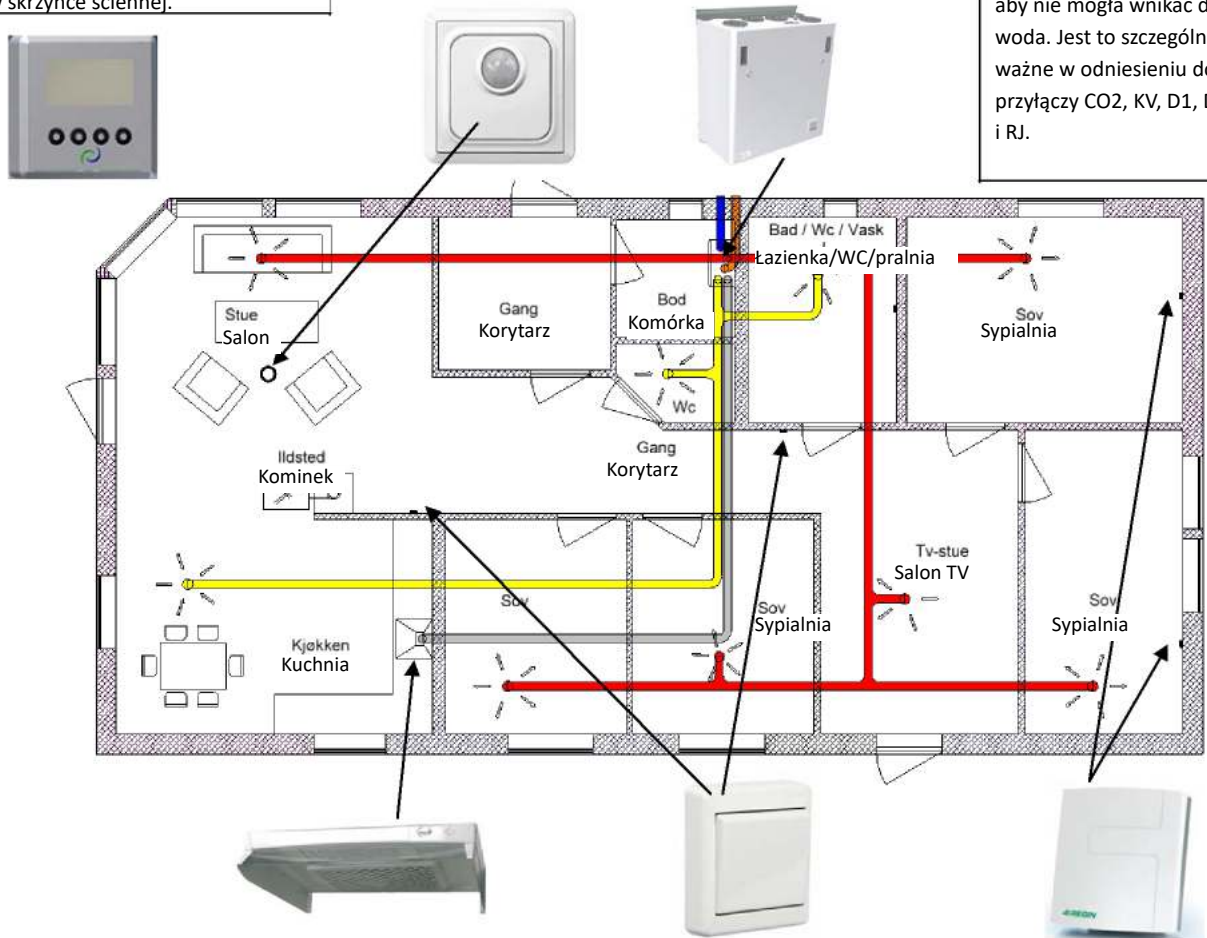 skrzynce ściennej.
aby nie mogła wnikać
woda. Jest to
ważne w odniesieniu
przyłączy CO2, KV, D1,
i RJ.
Bad / Wc / Vask
Łazienka/WC/pralnia
Gang
Korytarz
Bod
Komórka
Stue
Salon
Sov
Sypialnia
Wc
Gang
Korytarz
Ildsted
Kominek
Tv-stue
Salon TV
Sov
Sov
Sypialnia
Sov
Sypialnia
Kjøkken
Kuchnia
REGIN